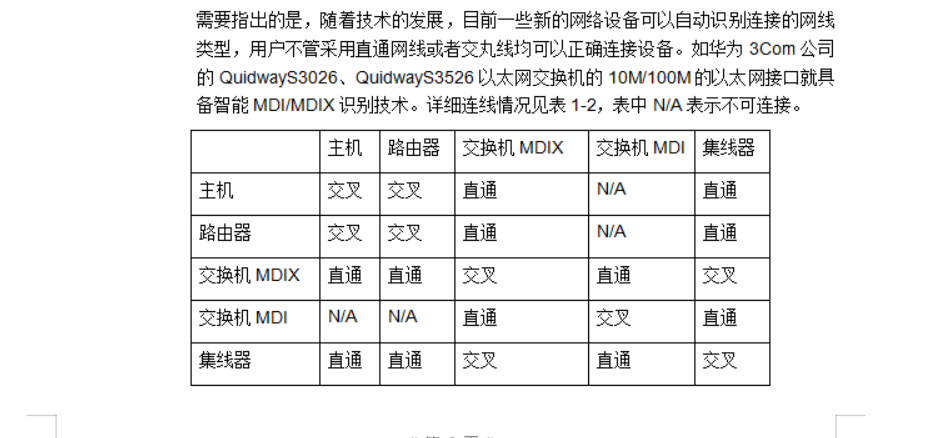 需要指出的是，随着技术的发展，目前一些新的网络设备可以自动识别连接的网线
类型，用户不管采用直通网线或者交叉线均可以正确连接设备。如华为 3Com 公司
的 QuidwayS3026、QuidwayS3526 以太网交换机的 10M/100M 的以太网接口就具
备智能 MDI/MDIX 识别技术。详细连线情况见表 1-2，表中 N/A 表示不可连接。
主机 路由器 交换机 MDIX 交换机 MDI 集线器
主机 交叉 交叉 直通 N/A 直通
路由器 交叉 交叉 直通 N/A 直通
交换机 MDIX 直通 直通 交叉 直通 交叉
交换机 MDI N/A N/A 直通 交叉 直通
集线器 直通 直通 交叉 直通 交叉